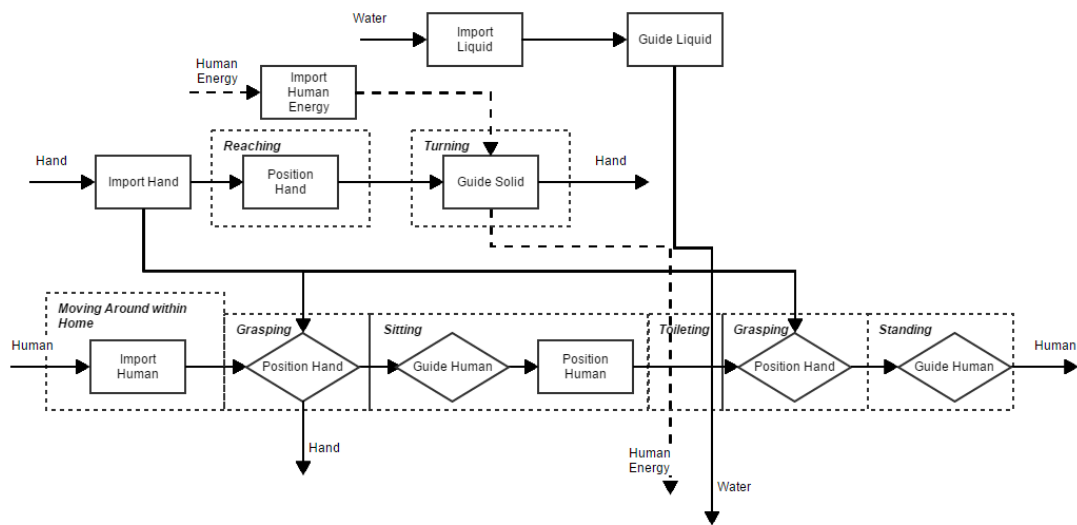 Water
Import
Liquid
Guide Liquid
Human
Energy
Import
Human
Energy
Reaching
Turning
Hand
Import Hand
Position
Hand
Guide Solid
Hand
Moving Around within
Home
Grasping
Sitting
Toileting
Grasping
Standing
Human
Import
Human
Position Hand
Guide Human
Position
Human
Position Hand
Guide Human
Human
Hand
Human
Energy
Water